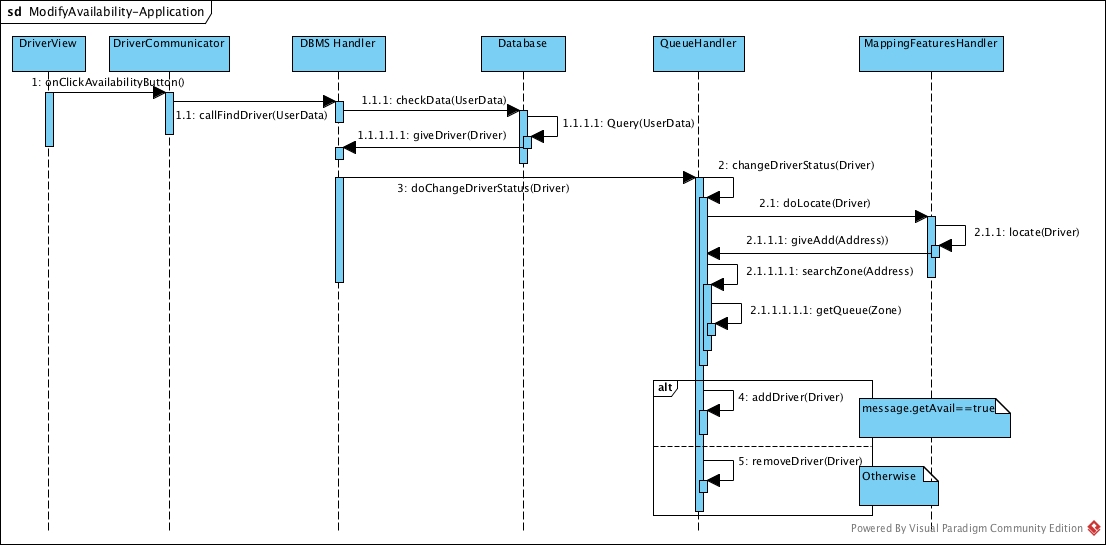 sd ModifyAvailability-Application
DriverView
DriverCommunicator
DBMS Handler
Database
QueueHandler
MappingFeaturesHandler
1: onClickAvailabilityButton()
1.1: callFindDriver(UserData)
1.1.1: checkData(UserData)
1.1.1.1: Query(UserData)
1.1.1.1.1: giveDriver(Driver)
2: changeDriverStatus(Driver)
3: doChangeDriverStatus(Driver)
2.1: doLocate(Driver)
2.1.1: locate(Driver)
2.1.1.1: giveAdd(Address))
2.1.1.1.1: searchZone(Address)
2.1.1.1.1.1: getQueue(Zone)
alt
4: addDriver(Driver)
message.getAvail==true
5: removeDriver(Driver)
Otherwise
Powered By Visual Paradigm Community Edition